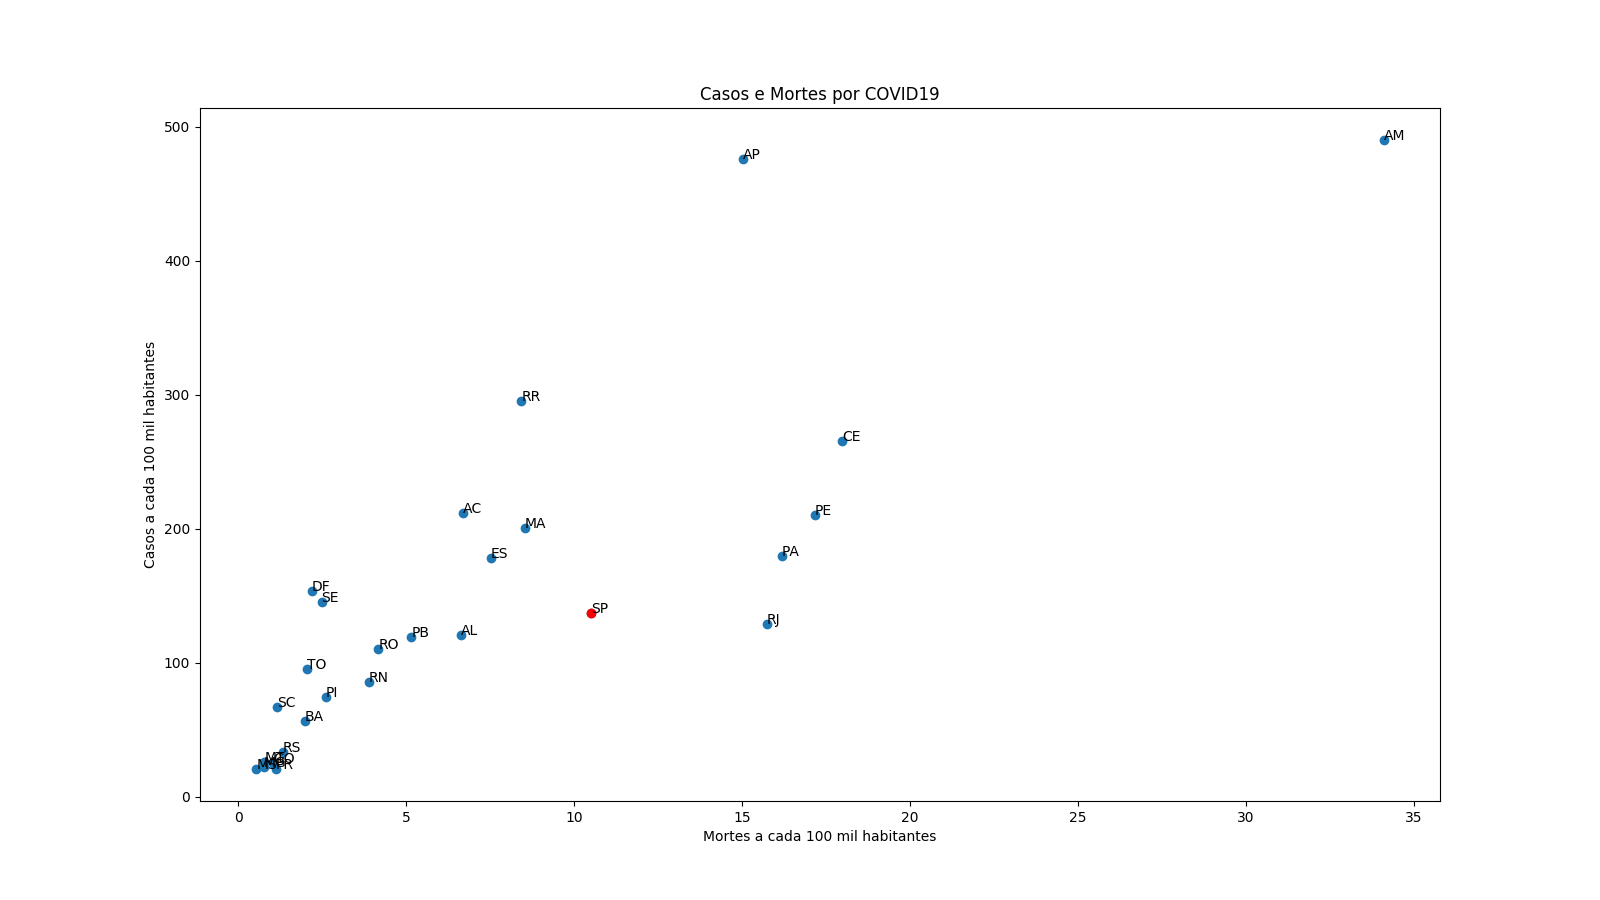 Casos e Mortes por COVID19
500
AM
AP
400
RR
300
CE
AC
PE
MA
200
PA
ES
DF
SE
SP
RJ
AL
PB
RO
100
TO
RN
PI
SC
BA
RS
PR
0
0 5 10 15 20 25 30 35
Mortes a cada 100 mil habitantes
Casos a cada 100 mil habitantes